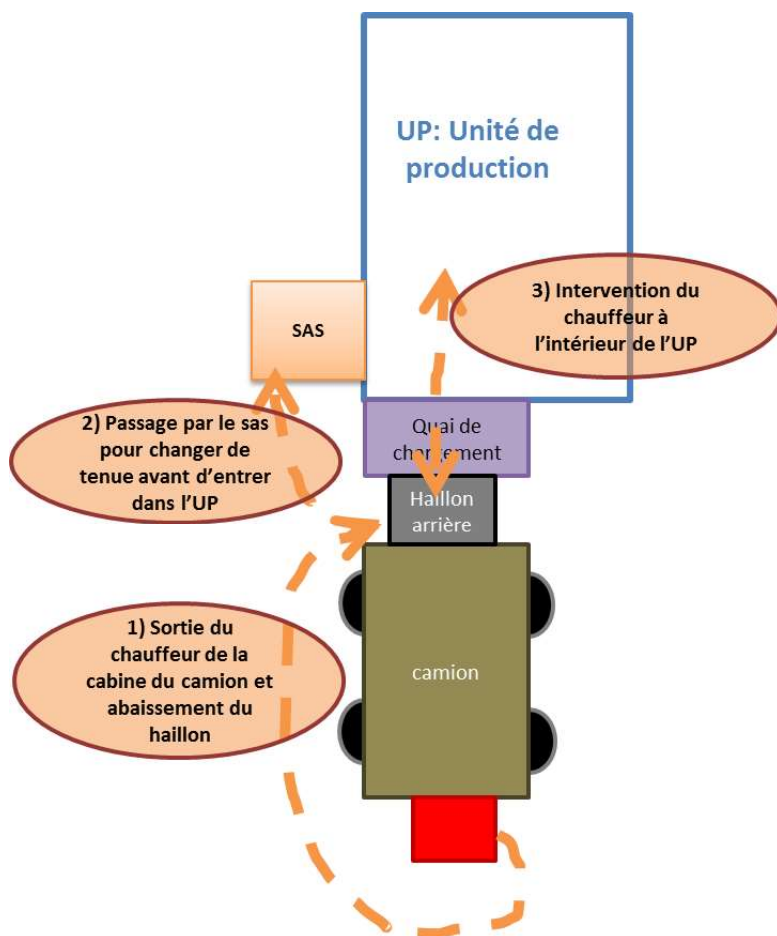 UP: Unité de
production
3) Intervention du
chauffeur à
l’intérieur de l’UP
SAS
2) Passage par le sas
pour changer de
tenue avant d’entrer
dans l’UP
Quai de
chargement
Haillon
arrière
1) Sortie du
chauffeur de la
cabine du camion et
abaissement du
haillon
camion